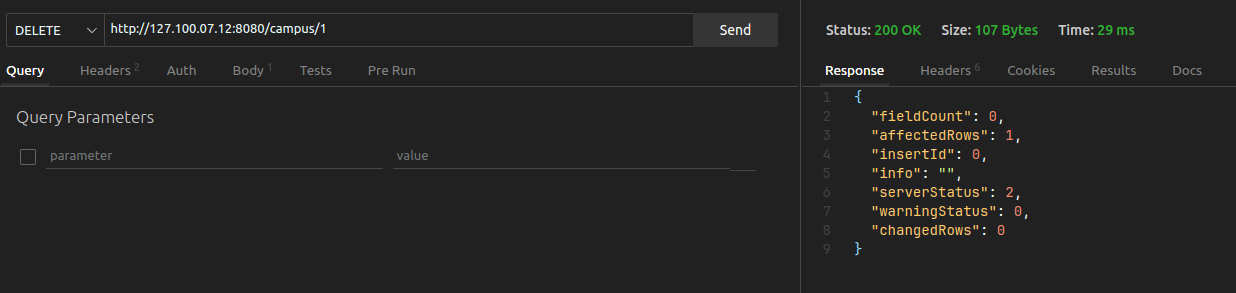 DELETE http://127.100.07.12:8080/campus/1 Send
Query Headers 2 Auth Body 1 Tests Pre Run
Query Parameters
parameter value
Status: 200 OK Size: 107 Bytes Time: 29 ms
Response Headers 6 Cookies Results Docs
1 {
2 "fieldCount": 0,
3 "affectedRows": 1,
4 "insertId": 0,
5 "info": "",
6 "serverStatus": 2,
7 "warningStatus": 0,
8 "changedRows": 0
9 }